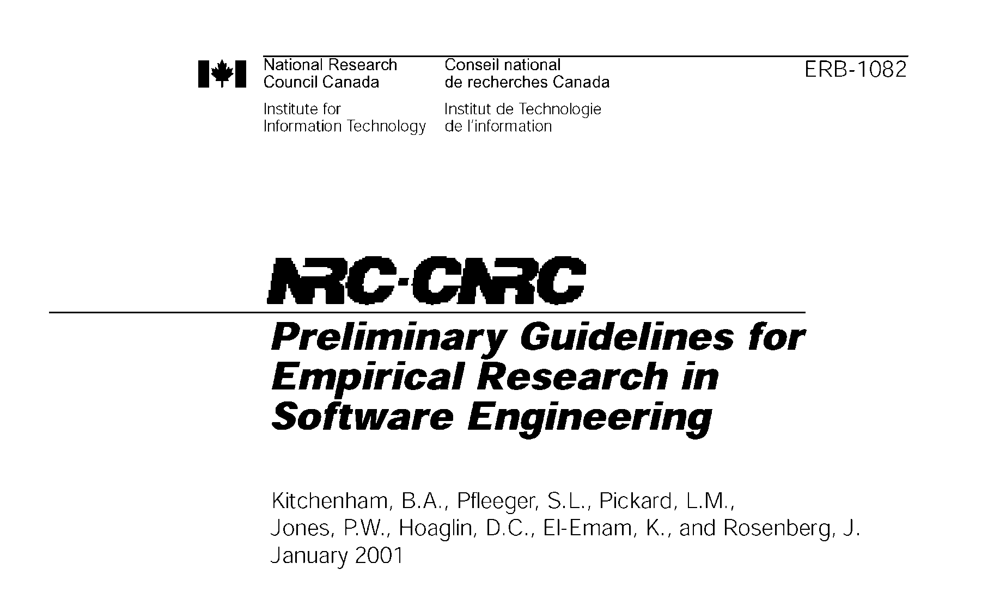 National Research
Council Canada
Conseil national
de recherches Canada
ERB-1082
Institute for
Information Technology
Institut de Technologie
de l'information
NRC·CNRC
Preliminary Guidelines for
Empirical Research in
Software Engineering
Kitchenham, B.A., Pfleeger, S.L., Pickard, L.M.,
Jones, P.W., Hoaglin, D.C., El-Emam, K., and Rosenberg, J.
January 2001